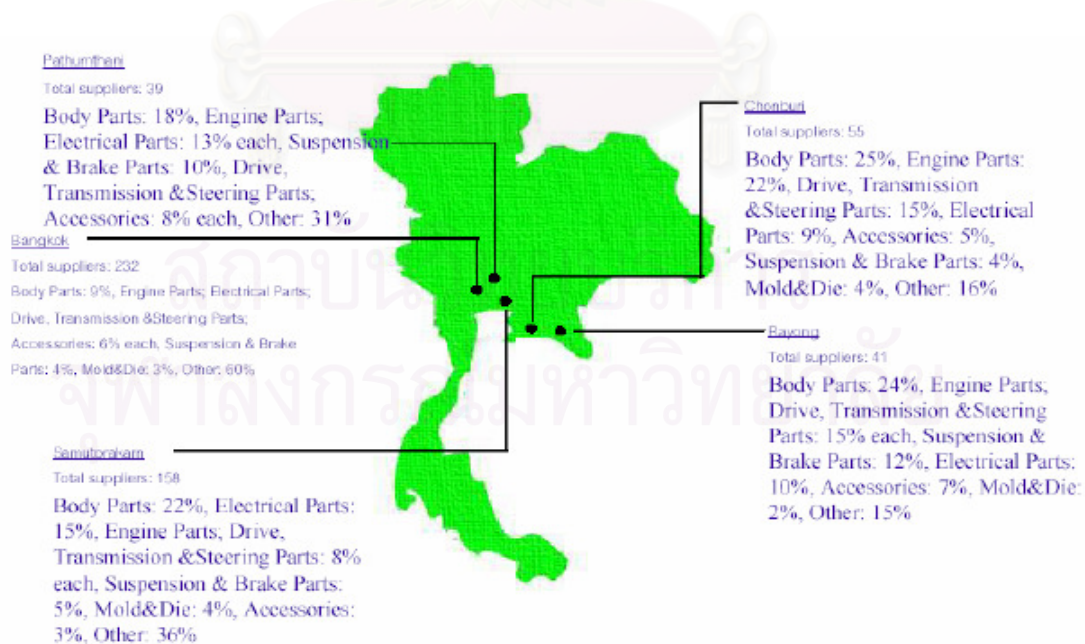 Pathumthani
Total suppliers: 39
Body Parts: 18%, Engine Parts;
Electrical Parts: 13% each, Suspension
& Brake Parts: 10%, Drive,
Transmission &Steering Parts;
Accessories: 8% each, Other: 31%
Bangkok
Total suppliers: 232
Body Parts: 9%, Engine Parts; Electrical Parts;
Drive, Transmission &Steering Parts;
Accessories: 6% each, Suspension & Brake
Parts: 4%, Mold&Die: 3%, Other: 60%
Samutprakarn
Total suppliers: 158
Body Parts: 22%, Electrical Parts:
15%, Engine Parts; Drive,
Transmission &Steering Parts: 8%
each, Suspension & Brake Parts:
5%, Mold&Die: 4%, Accessories:
3%, Other: 36%
Chonburi
Total suppliers: 55
Body Parts: 25%, Engine Parts:
22%, Drive, Transmission
&Steering Parts: 15%, Electrical
Parts: 9%, Accessories: 5%,
Suspension & Brake Parts: 4%,
Mold&Die: 4%, Other: 16%
Rayong
Total suppliers: 41
Body Parts: 24%, Engine Parts;
Drive, Transmission &Steering
Parts: 15% each, Suspension &
Brake Parts: 12%, Electrical Parts:
10%, Accessories: 7%, Mold&Die:
2%, Other: 15%